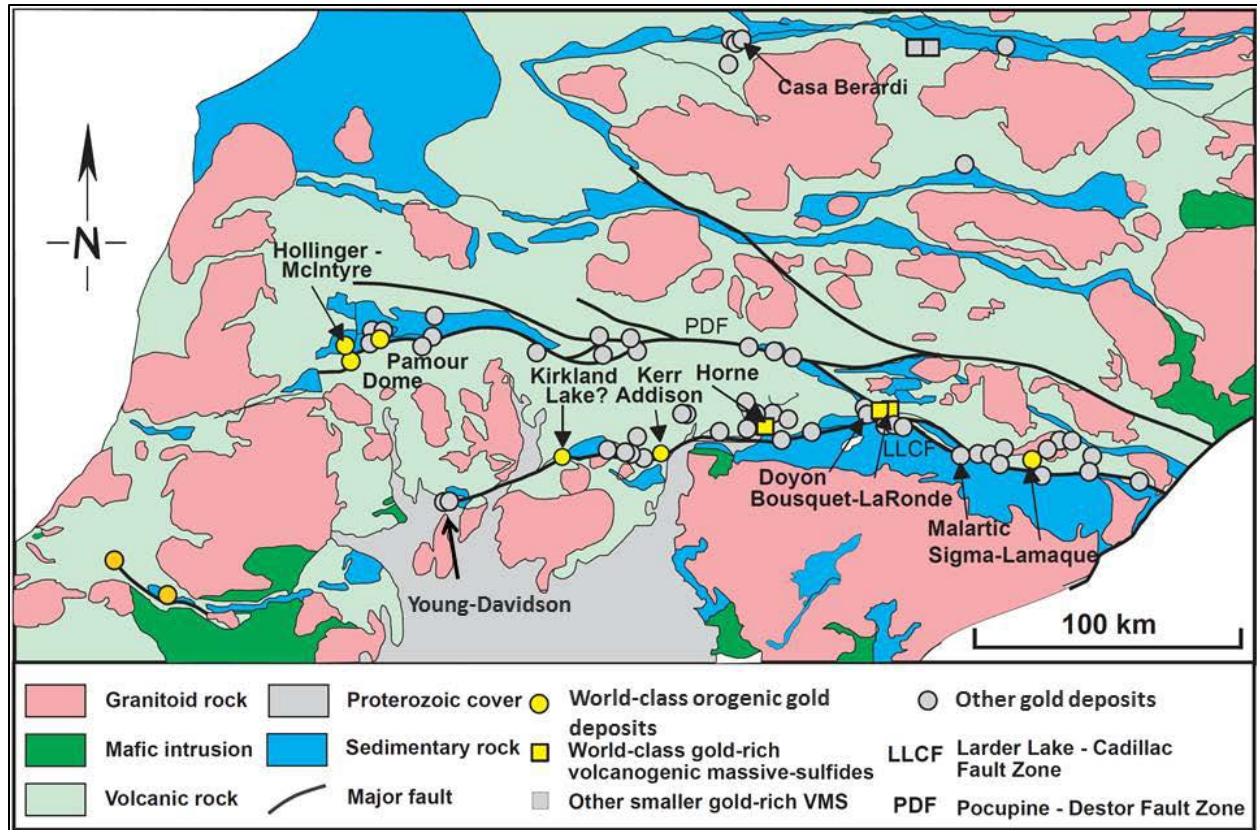 Casa Berardi
N
Hollinger -
McIntyre
PDF
Pamour
Dome
Kirkland
Lake?
Kerr
Addison
Horne
LLCF
Doyon
Bousquet-LaRonde
Malartic
Sigma-Lamaque
Young-Davidson
100 km
Granitoid rock
Proterozoic cover
World-class orogenic gold
deposits
Other gold deposits
Mafic intrusion
Sedimentary rock
World-class gold-rich
volcanogenic massive-sulfides
LLCF Larder Lake - Cadillac
Fault Zone
Volcanic rock
Major fault
Other smaller gold-rich VMS
PDF Pocupine - Destor Fault Zone